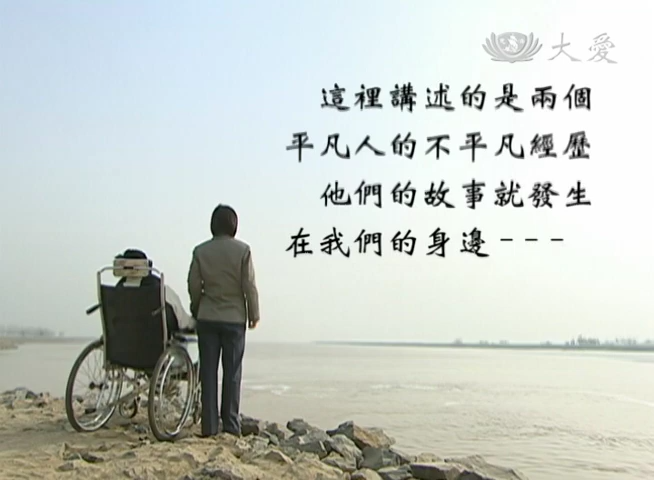 大愛
這裡講述的是兩個
平凡人的不平凡經歷
他們的故事就發生
在我們的身邊---